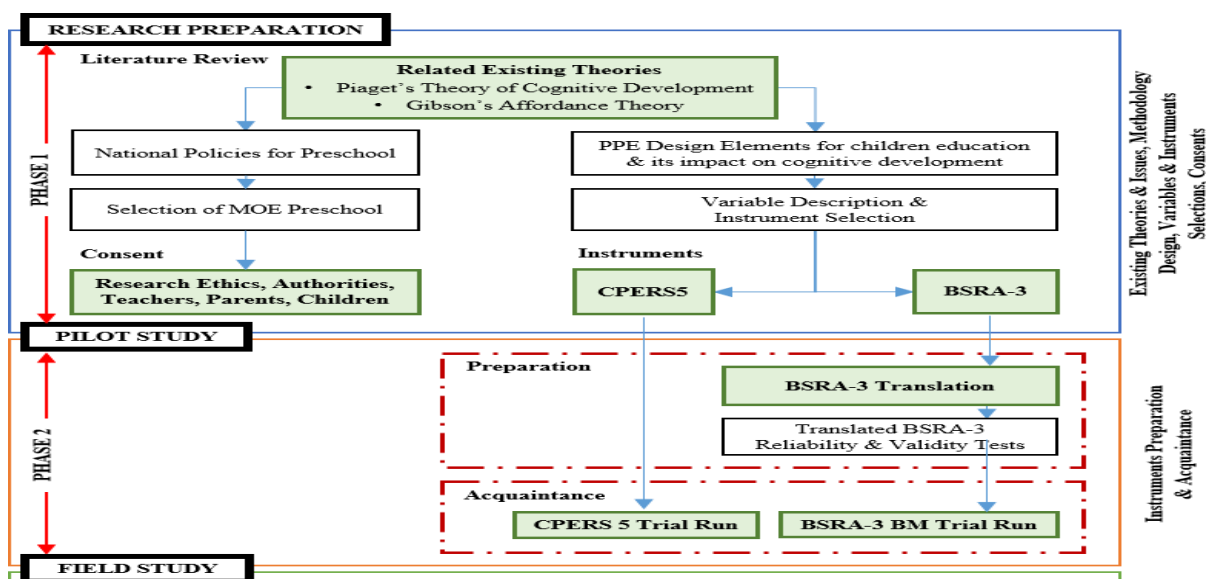 RESEARCH PREPARATION
Literature Review
Related Existing Theories
• Piaget's Theory of Cognitive Development
• Gibson's Affordance Theory
National Policies for Preschool
PPE Design Elements for children education
& its impact on cognitive development
Selection of MOE Preschool
Variable Description &
Instrument Selection
Consent
Instruments
Research Ethics, Authorities,
Teachers, Parents, Children
CPERS5
BSRA-3
PHASE 1
Existing Theories & Issues, Methodology
Design, Variables & Instruments
Selections, Consents
PILOT STUDY
Preparation
BSRA-3 Translation
Translated BSRA-3
Reliability & Validity Tests
Acquaintance
CPERS 5 Trial Run
BSRA-3 BM Trial Run
PHASE 2
Instruments Preparation
& Acquaintance
FIELD STUDY